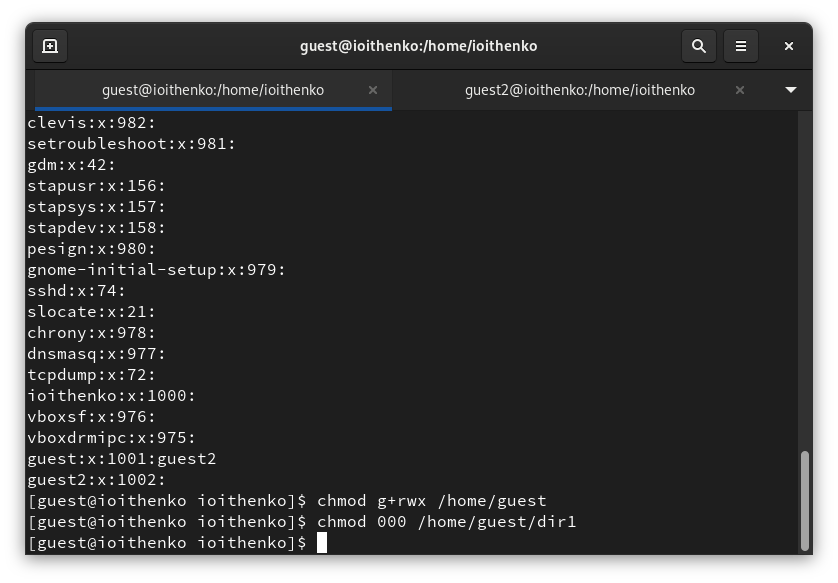 guest@ioithenko:/home/ioithenko
guest@ioithenko:/home/ioithenko
guest2@ioithenko:/home/ioithenko
clevis:x:982:
setroubleshoot:x:981:
gdm:x:42:
stapusr:x:156:
stapsys:x:157:
stapdev:x:158:
pesign:x:980:
gnome-initial-setup:x:979:
sshd:x:74:
slocate:x:21:
chrony:x:978:
dnsmasq:x:977:
tcpdump:x:72:
ioithenko:x:1000:
vboxsf:x:976:
vboxdrmipc:x:975:
guest:x:1001:guest2
guest2:x:1002:
[guest@ioithenko ioithenko]$ chmod g+rwx /home/guest
[guest@ioithenko ioithenko]$ chmod 000 /home/guest/dir1
[guest@ioithenko ioithenko]$